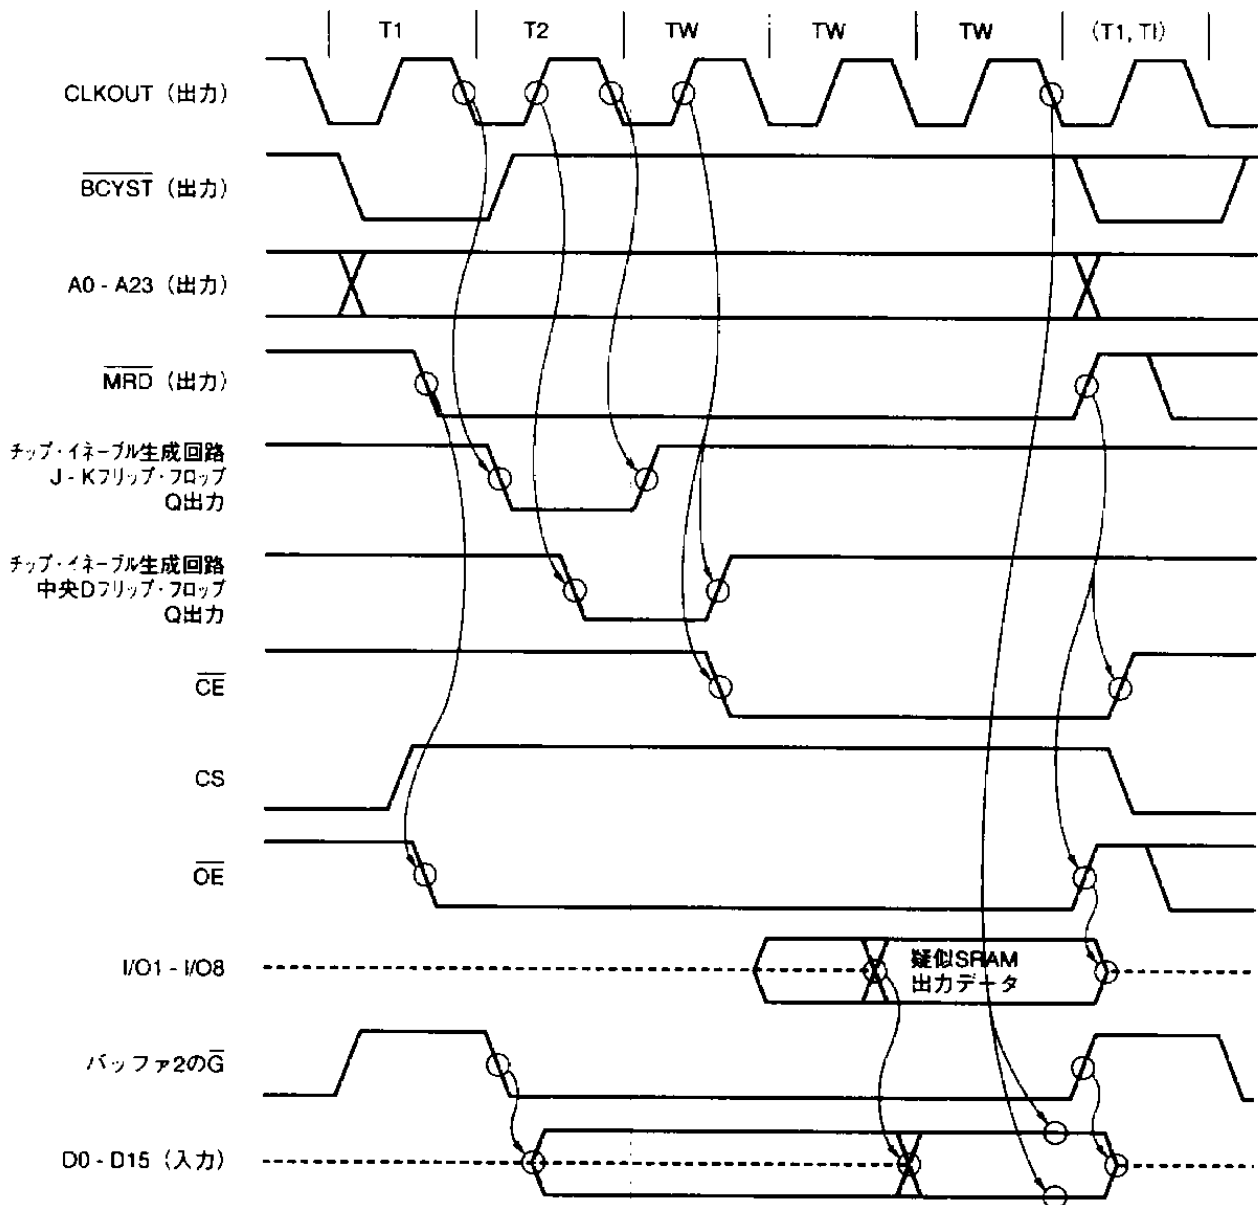 T1 T2 TW TW TW (T1, TI)
CLKOUT（出力）
BCYST（出力）
A0 - A23（出力）
MRD（出力）
チップ・イネーブル生成回路
J - Kフリップ・フロップ
Q出力
チップ・イネーブル生成回路
中央Dフリップ・フロップ
Q出力
CE
CS
OE
I/O1 - I/O8
疑似SRAM
出力データ
バッファ2のG
D0 - D15（入力）